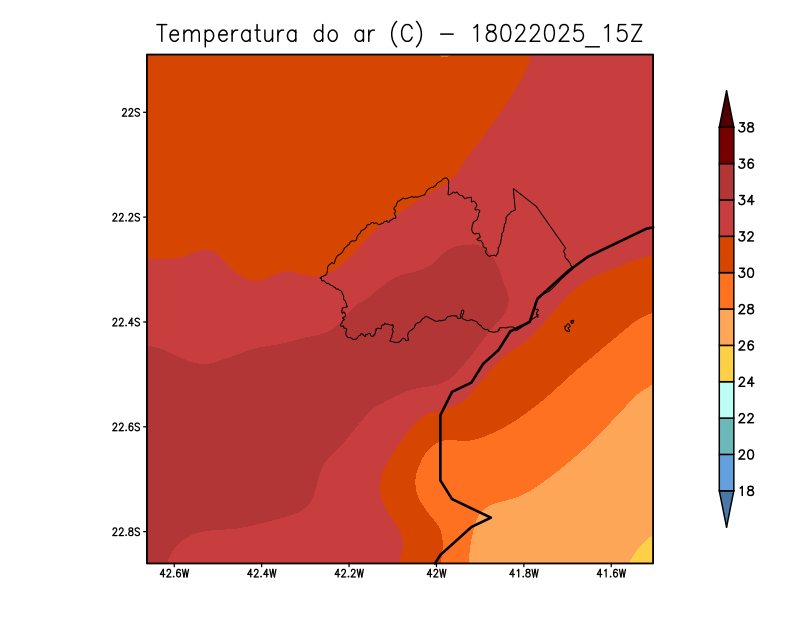 Temperatura do ar (C) - 18022025_15Z
22S
22.2S
22.4S
22.6S
22.8S
42.6W
42.4W
42.2W
42W
41.8W
41.6W
38
36
34
32
30
28
26
24
22
20
18